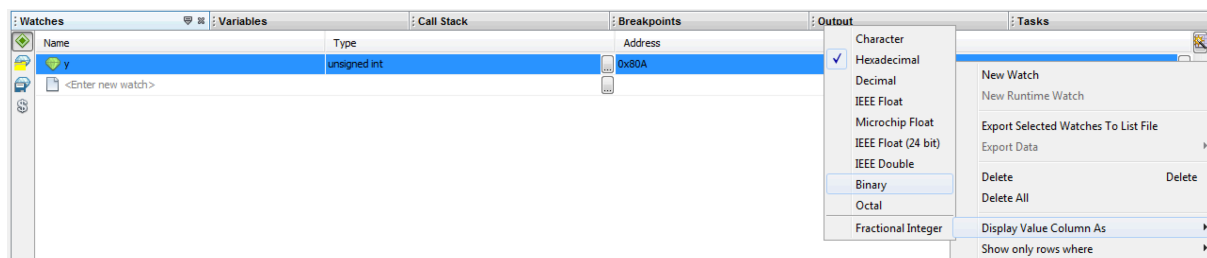 Watches Variables Call Stack Breakpoints Output Tasks
Name Type Address
y unsigned int ... 0x80A
<Enter new watch> ...
Character
Hexadecimal
Decimal
IEEE Float
Microchip Float
IEEE Float (24 bit)
IEEE Double
Binary
Octal
Fractional Integer
New Watch
New Runtime Watch
Export Selected Watches To List File
Export Data
Delete Delete
Delete All
Display Value Column As
Show only rows where